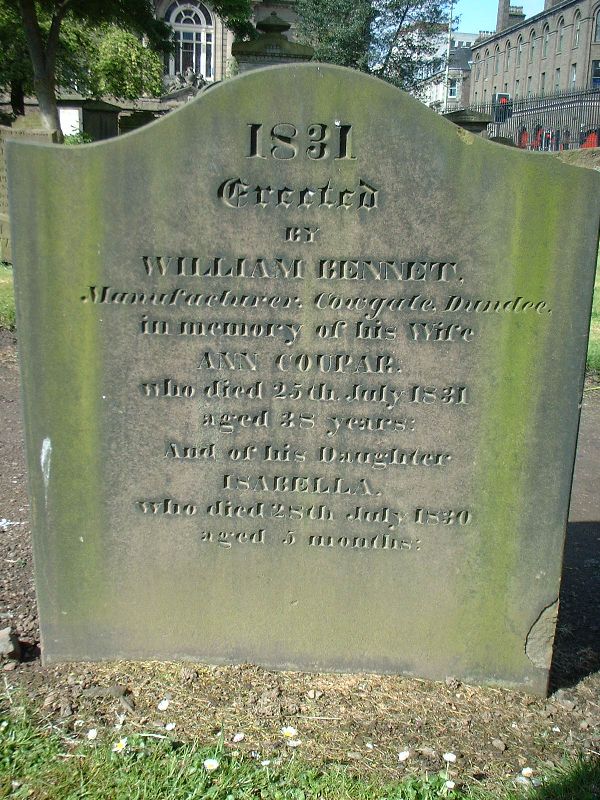 1831
Erected
BY
WILLIAM BENNET,
Manufacturer, Cowgate, Dundee,
in memory of his Wife
ANN COUPAR,
who died 25th July 1831
aged 38 years:
And of his Daughter
ISABELLA,
who died 28th July 1830
aged 5 months: